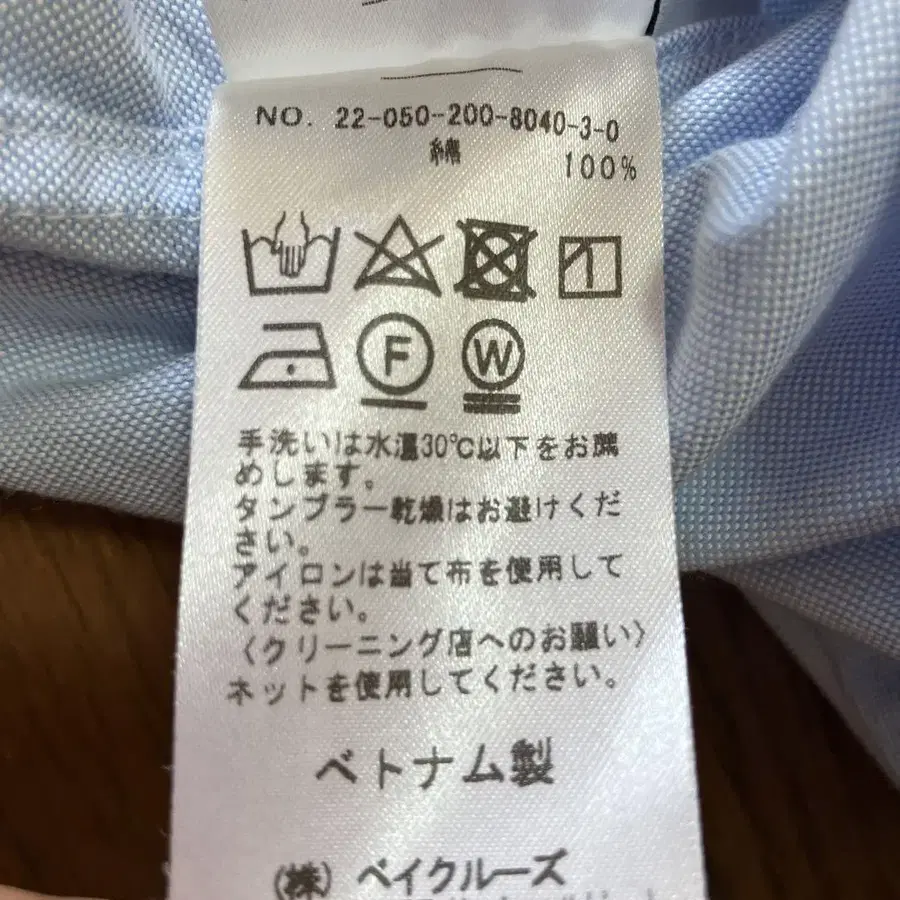 NO. 22-050-200-8040-3-0
綿 100%
F W
手洗いは水温30℃以下をお薦
めします。
タンブラー乾燥はお避けくだ
さい。
アイロンは当て布を使用して
ください。
〈クリーニング店へのお願い〉
ネットを使用してください。
ベトナム製
(株) ベイクルーズ